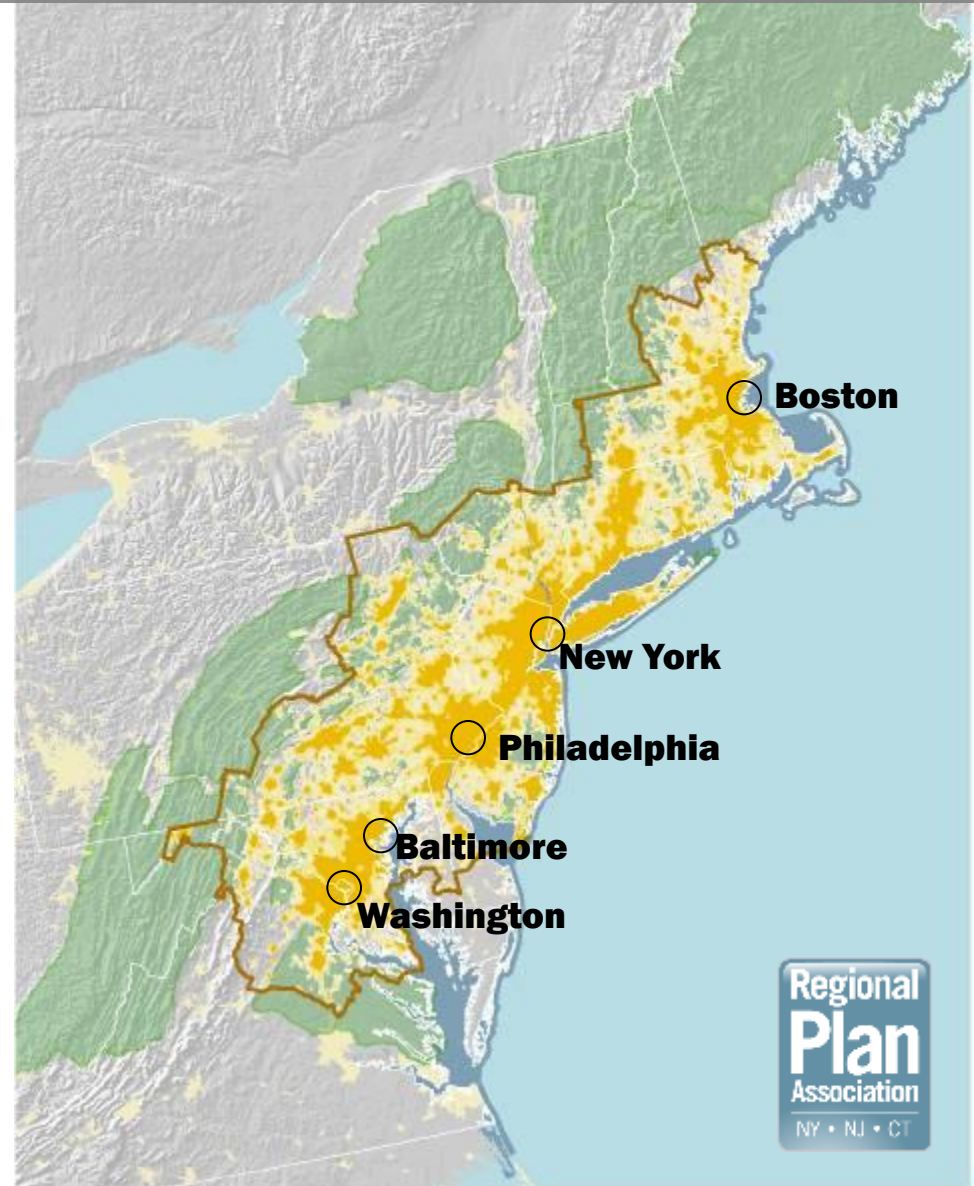 Boston
New York
Philadelphia
Baltimore
Washington
Regional
Plan
Association
NY • NJ • CT